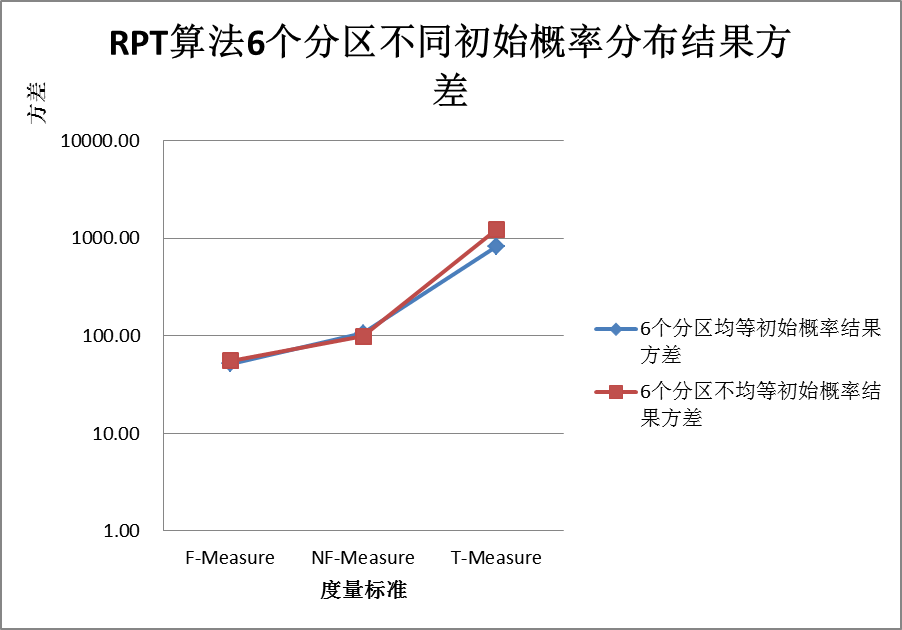 RPT算法6个分区不同初始概率分布结果方
差
方差
10000.00
1000.00
100.00
10.00
1.00
F-Measure
NF-Measure
T-Measure
度量标准
6个分区均等初始概率结果
方差
6个分区不均等初始概率结
果方差